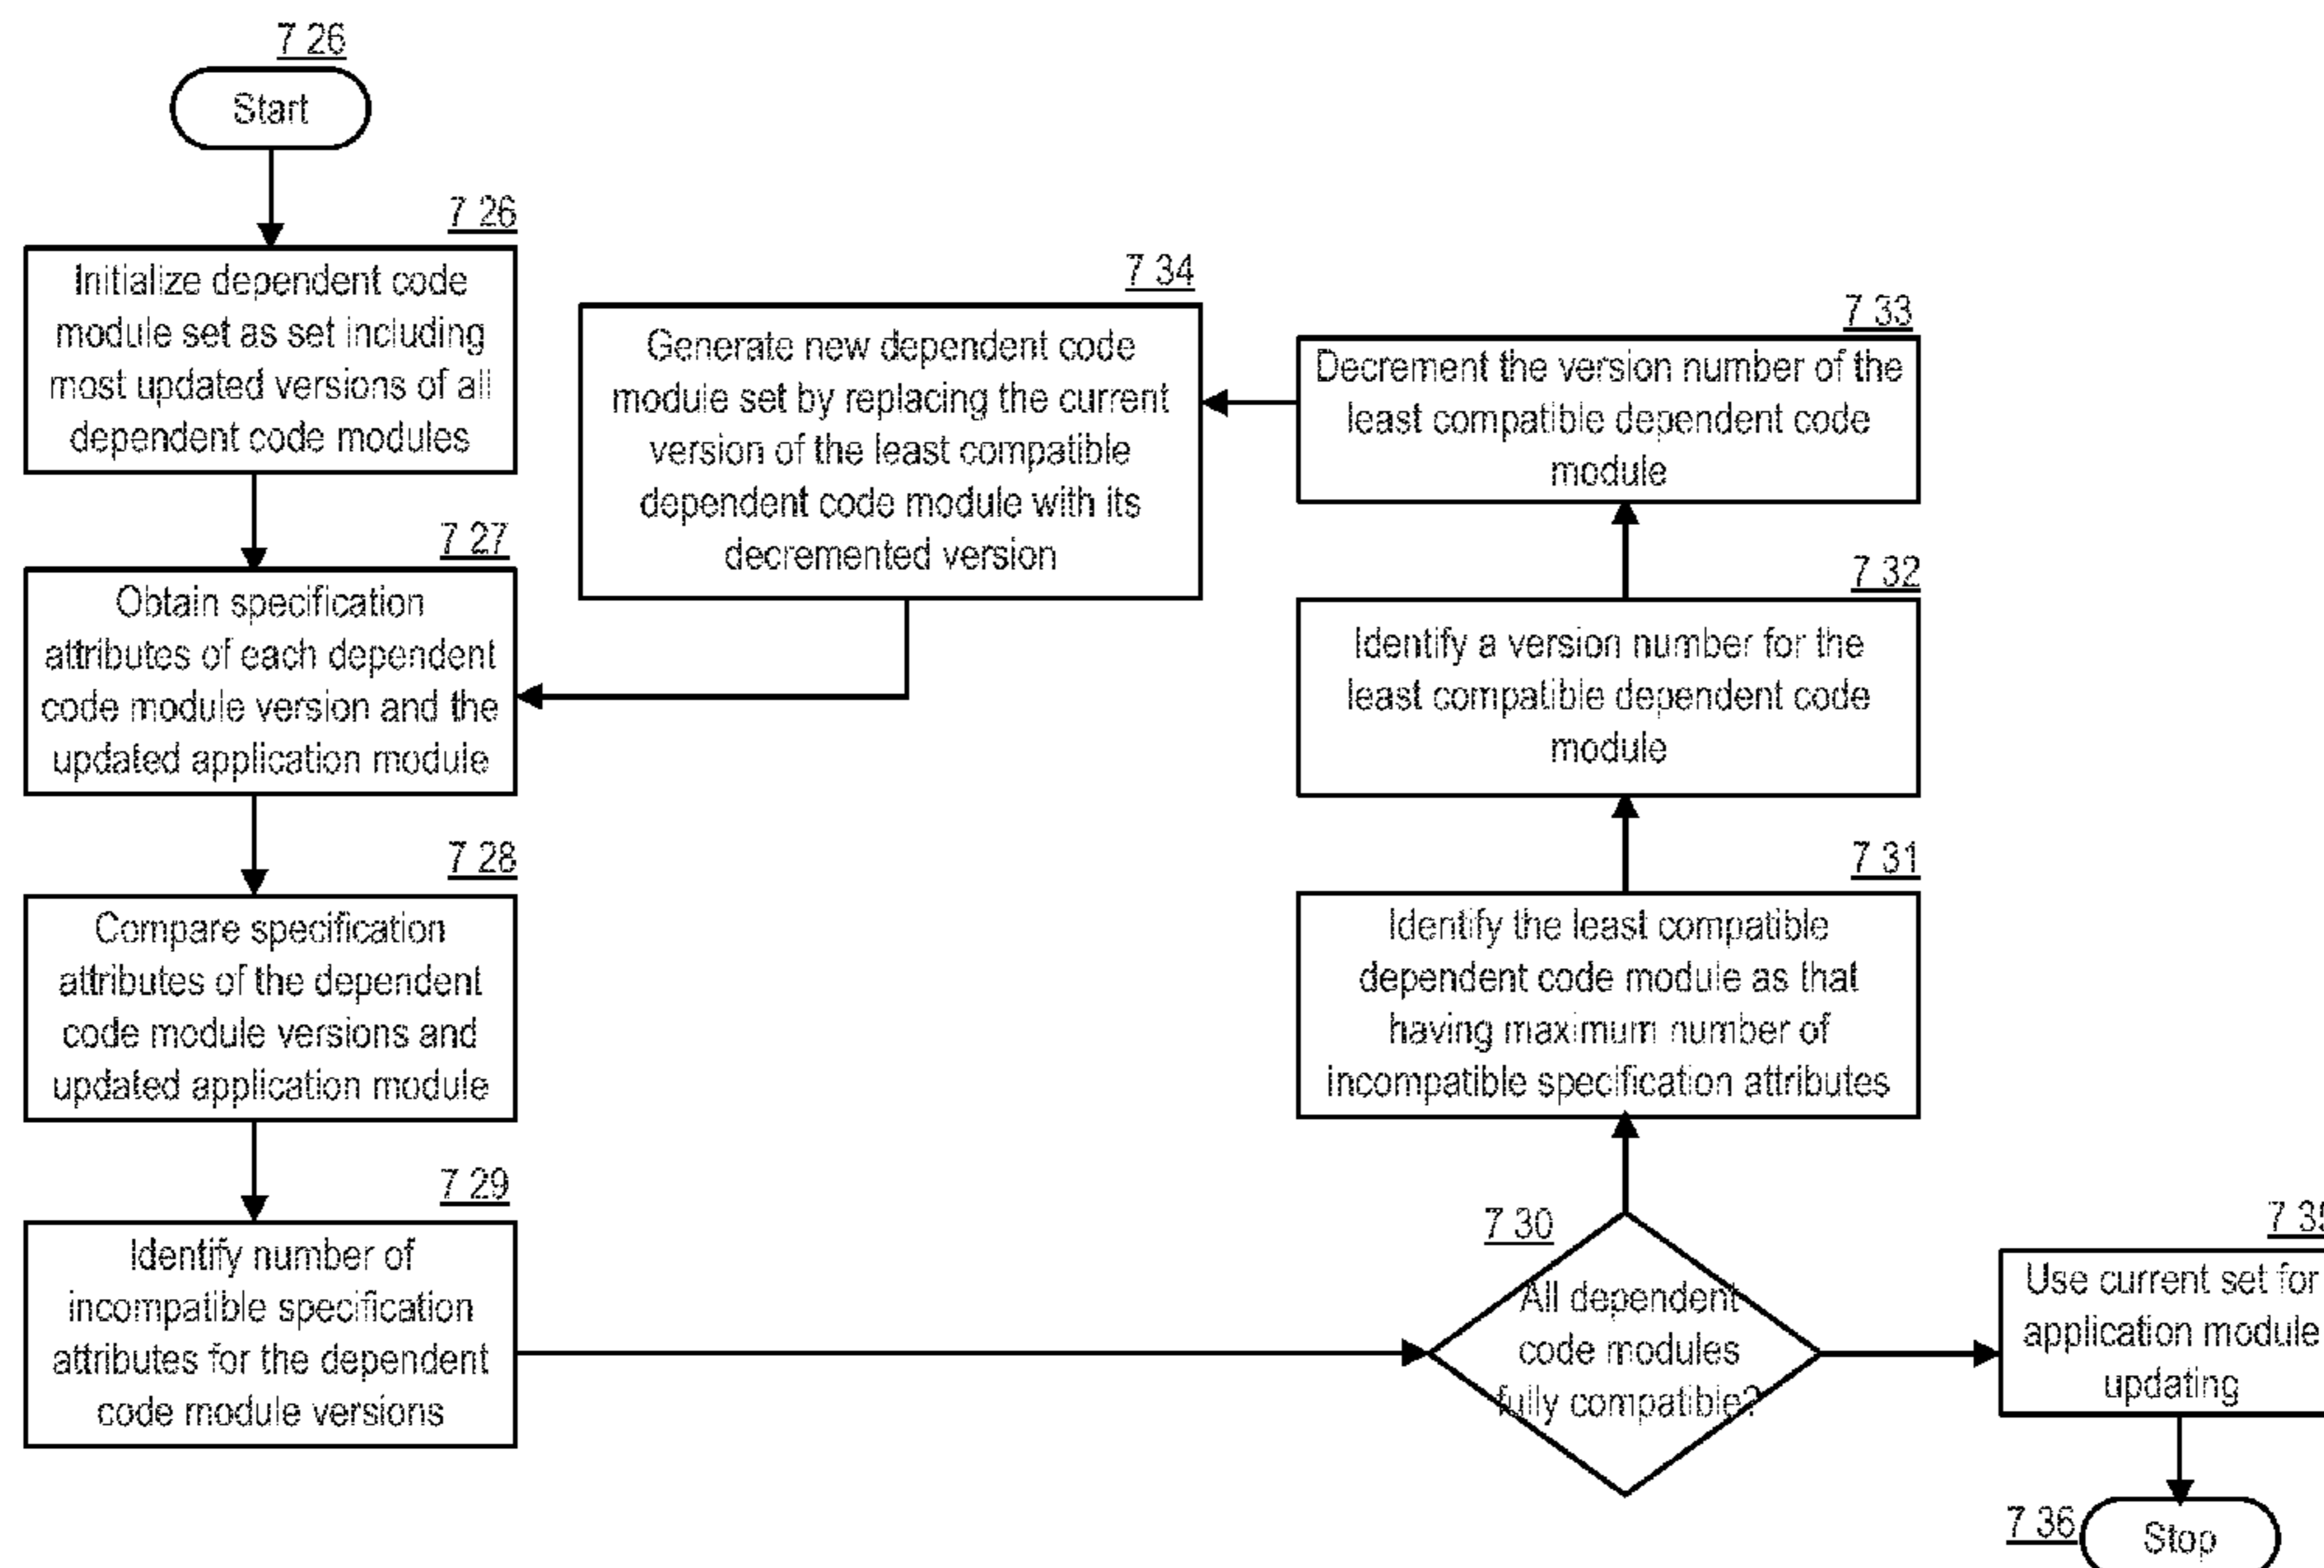 7 26
Start
7 26
Initialize dependent code
module set as set including
most updated versions of all
dependent code modules
7 27
Obtain specification
attributes of each dependent
code module version and the
updated application module
7 28
Compare specification
attributes of the dependent
code module versions and
updated application module
7 29
Identify number of
incompatible specification
attributes for the dependent
code module versions
7 30
All dependent
code modules
fully compatible?
7 31
Identify the least compatible
dependent code module as that
having maximum number of
incompatible specification attributes
7 32
Identify a version number for the
least compatible dependent code
module
7 33
Decrement the version number of the
least compatible dependent code
module
7 34
Generate new dependent code
module set by replacing the current
version of the least compatible
dependent code module with its
decremented version
7 35
Use current set for
application module
updating
7 36
Stop